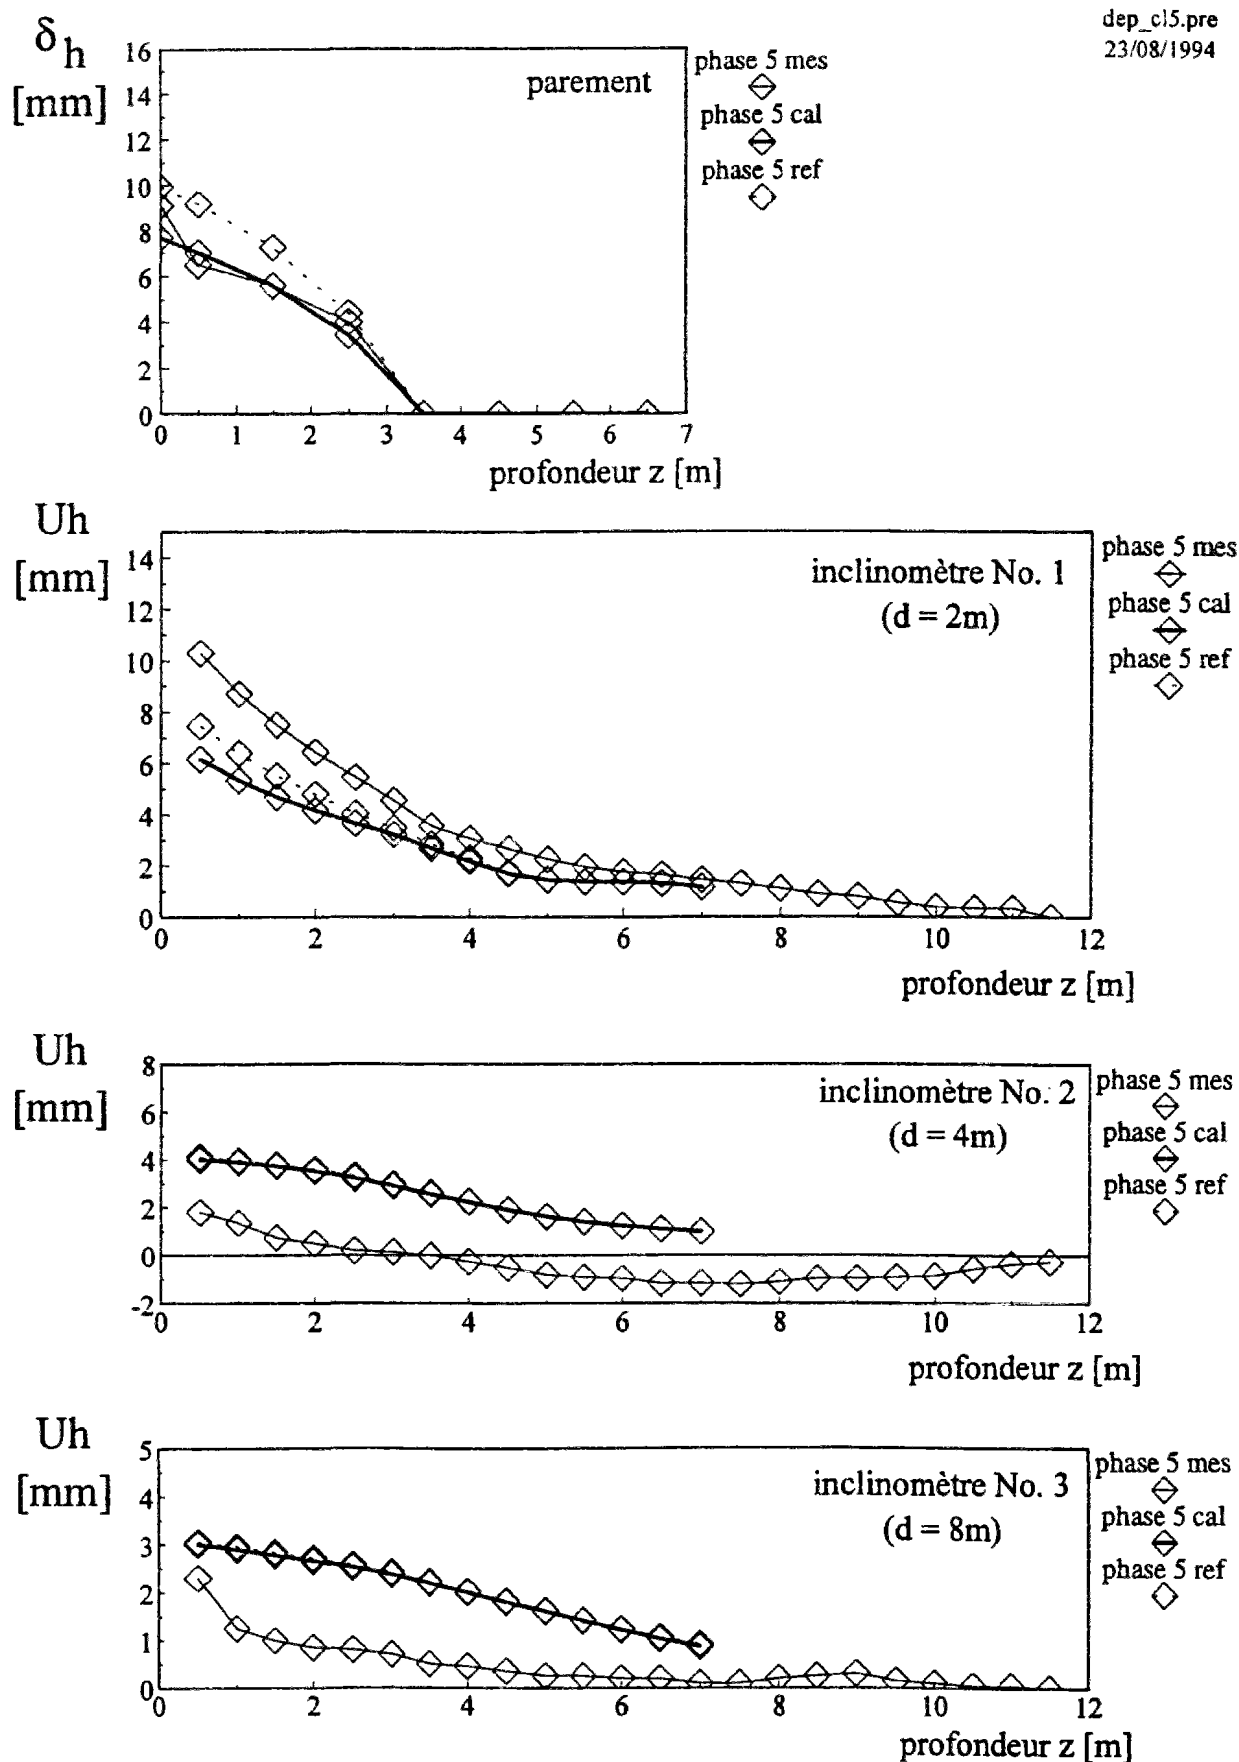 dep_cl5.pre
23/08/1994
δh
[mm]
16
14
12
10
8
6
4
2
0
parement
phase 5 mes
phase 5 cal
phase 5 ref
0 1 2 3 4 5 6 7
profondeur z [m]
Uh
[mm]
14
12
10
8
6
4
2
0
inclinomètre No. 1
(d = 2m)
phase 5 mes
phase 5 cal
phase 5 ref
0 2 4 6 8 10 12
profondeur z [m]
Uh
[mm]
8
6
4
2
0
-2
inclinomètre No. 2
(d = 4m)
phase 5 mes
phase 5 cal
phase 5 ref
0 2 4 6 8 10 12
profondeur z [m]
Uh
[mm]
5
4
3
2
1
0
inclinomètre No. 3
(d = 8m)
phase 5 mes
phase 5 cal
phase 5 ref
0 2 4 6 8 10 12
profondeur z [m]